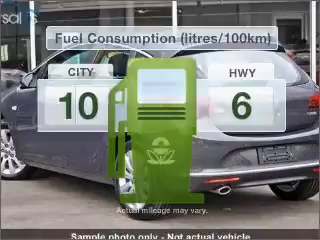 Fuel Consumption (litres/100km)
CITY
HWY
10
6
Actual mileage may vary.
Sample photo only - Not actual vehicle